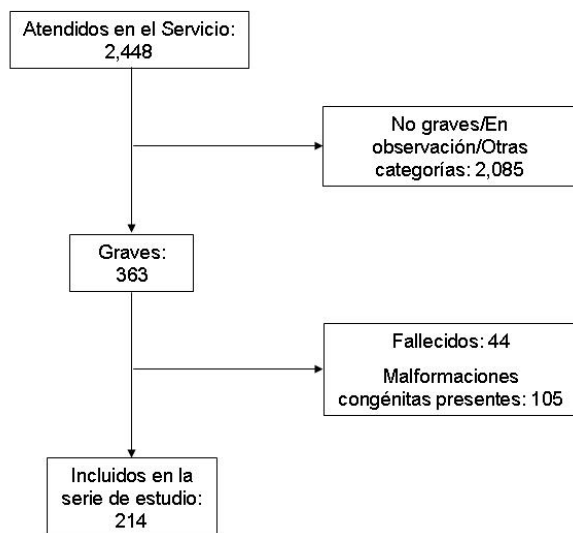 Atendidos en el Servicio:
2,448
No graves/En
observación/Otras
categorías: 2,085
Graves:
363
Fallecidos: 44
Malformaciones
congénitas presentes: 105
Incluidos en la
serie de estudio:
214